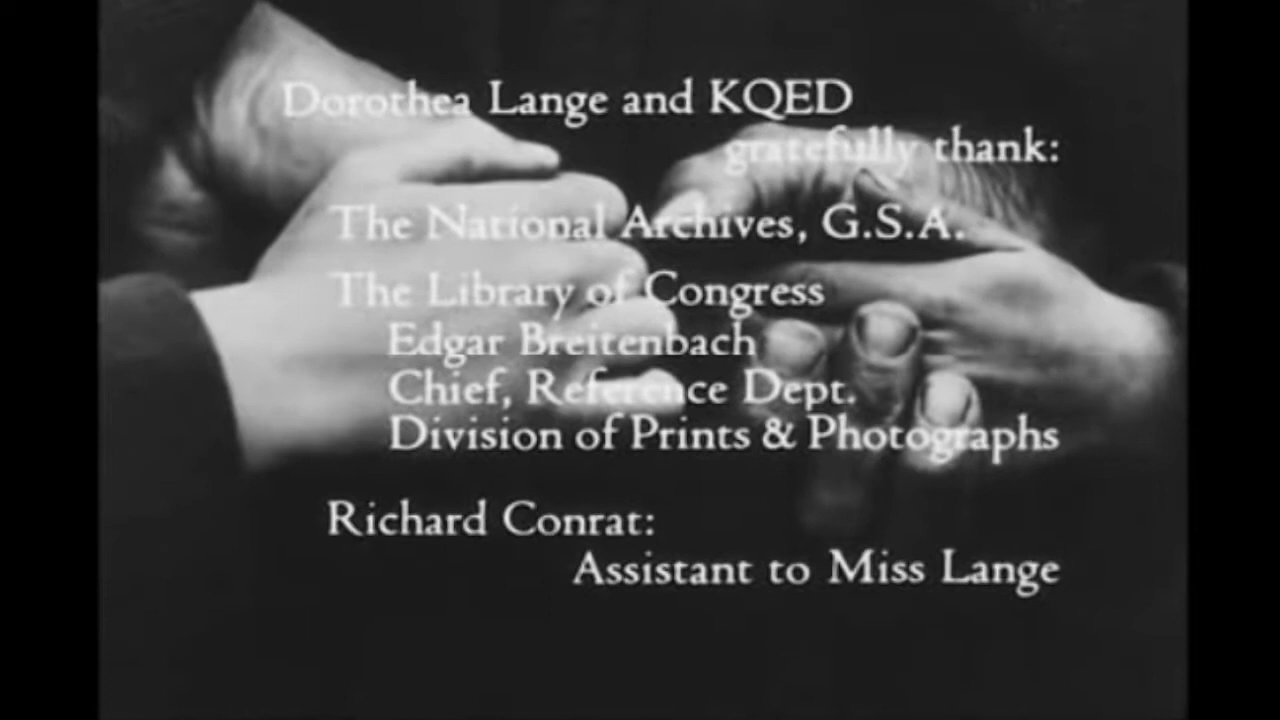 Dorothea Lange and KQED
gratefully thank:
The National Archives, G.S.A.
The Library of Congress
Edgar Breitenbach
Chief, Reference Dept.
Division of Prints & Photographs
Richard Conrat:
Assistant to Miss Lange